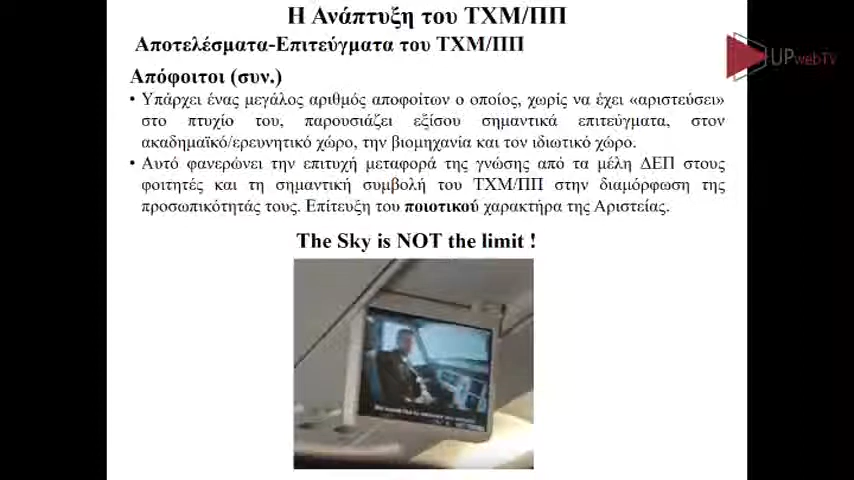 Η Ανάπτυξη του ΤΧΜ/ΠΠ
Αποτελέσματα-Επιτεύγματα του ΤΧΜ/ΠΠ
UPwebTV
Απόφοιτοι (συν.)
• Υπάρχει ένας μεγάλος αριθμός αποφοίτων ο οποίος, χωρίς να έχει «αριστεύσει»
στο πτυχίο του, παρουσιάζει εξίσου σημαντικά επιτεύγματα, στον
ακαδημαϊκό/ερευνητικό χώρο, την βιομηχανία και τον ιδιωτικό χώρο.
• Αυτό φανερώνει την επιτυχή μεταφορά της γνώσης από τα μέλη ΔΕΠ στους
φοιτητές και τη σημαντική συμβολή του ΤΧΜ/ΠΠ στην διαμόρφωση της
προσωπικότητάς τους. Επίτευξη του ποιοτικού χαρακτήρα της Αριστείας.
The Sky is NOT the limit !